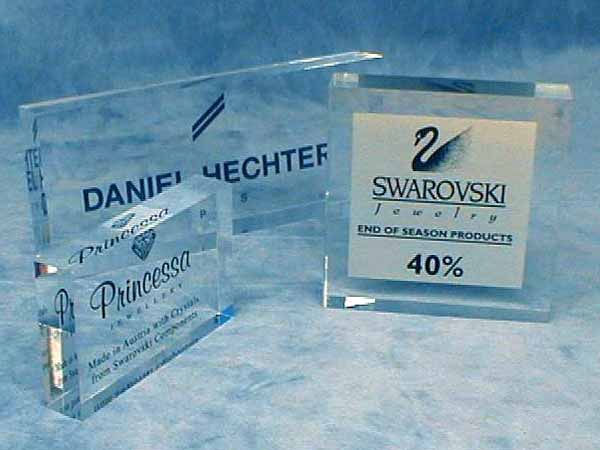 DANIEL HECHTER
P S
Princessa
Princessa
JEWELLERY
Made in Austria with Crystals
from Swarovski Components
SWAROVSKI
Jewelry
END OF SEASON PRODUCTS
40%